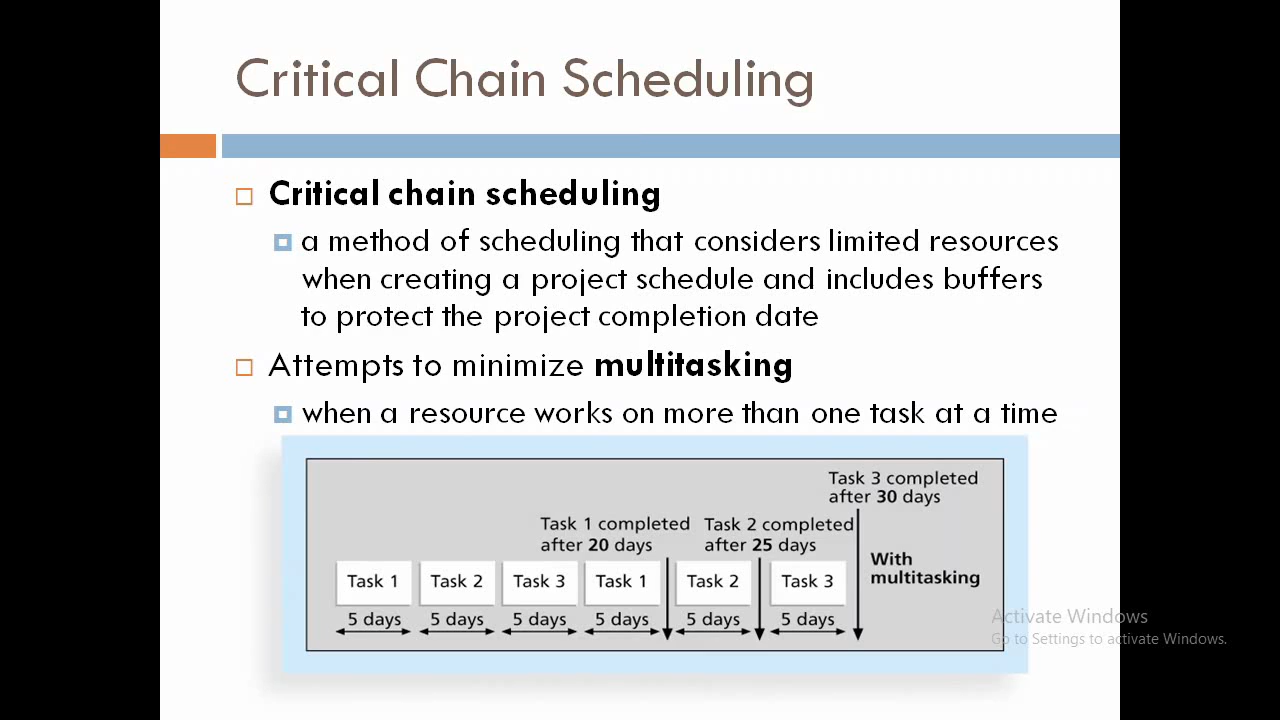 Critical Chain Scheduling
Critical chain scheduling
a method of scheduling that considers limited resources
when creating a project schedule and includes buffers
to protect the project completion date
Attempts to minimize multitasking
when a resource works on more than one task at a time
Task 3 completed
after 30 days
Task 1 completed
after 20 days
Task 2 completed
after 25 days
With
multitasking
Task 1
Task 2
Task 3
Task 1
Task 2
Task 3
5 days
5 days
5 days
5 days
5 days
5 days
Activate Windows
Go to Settings to activate Windows.